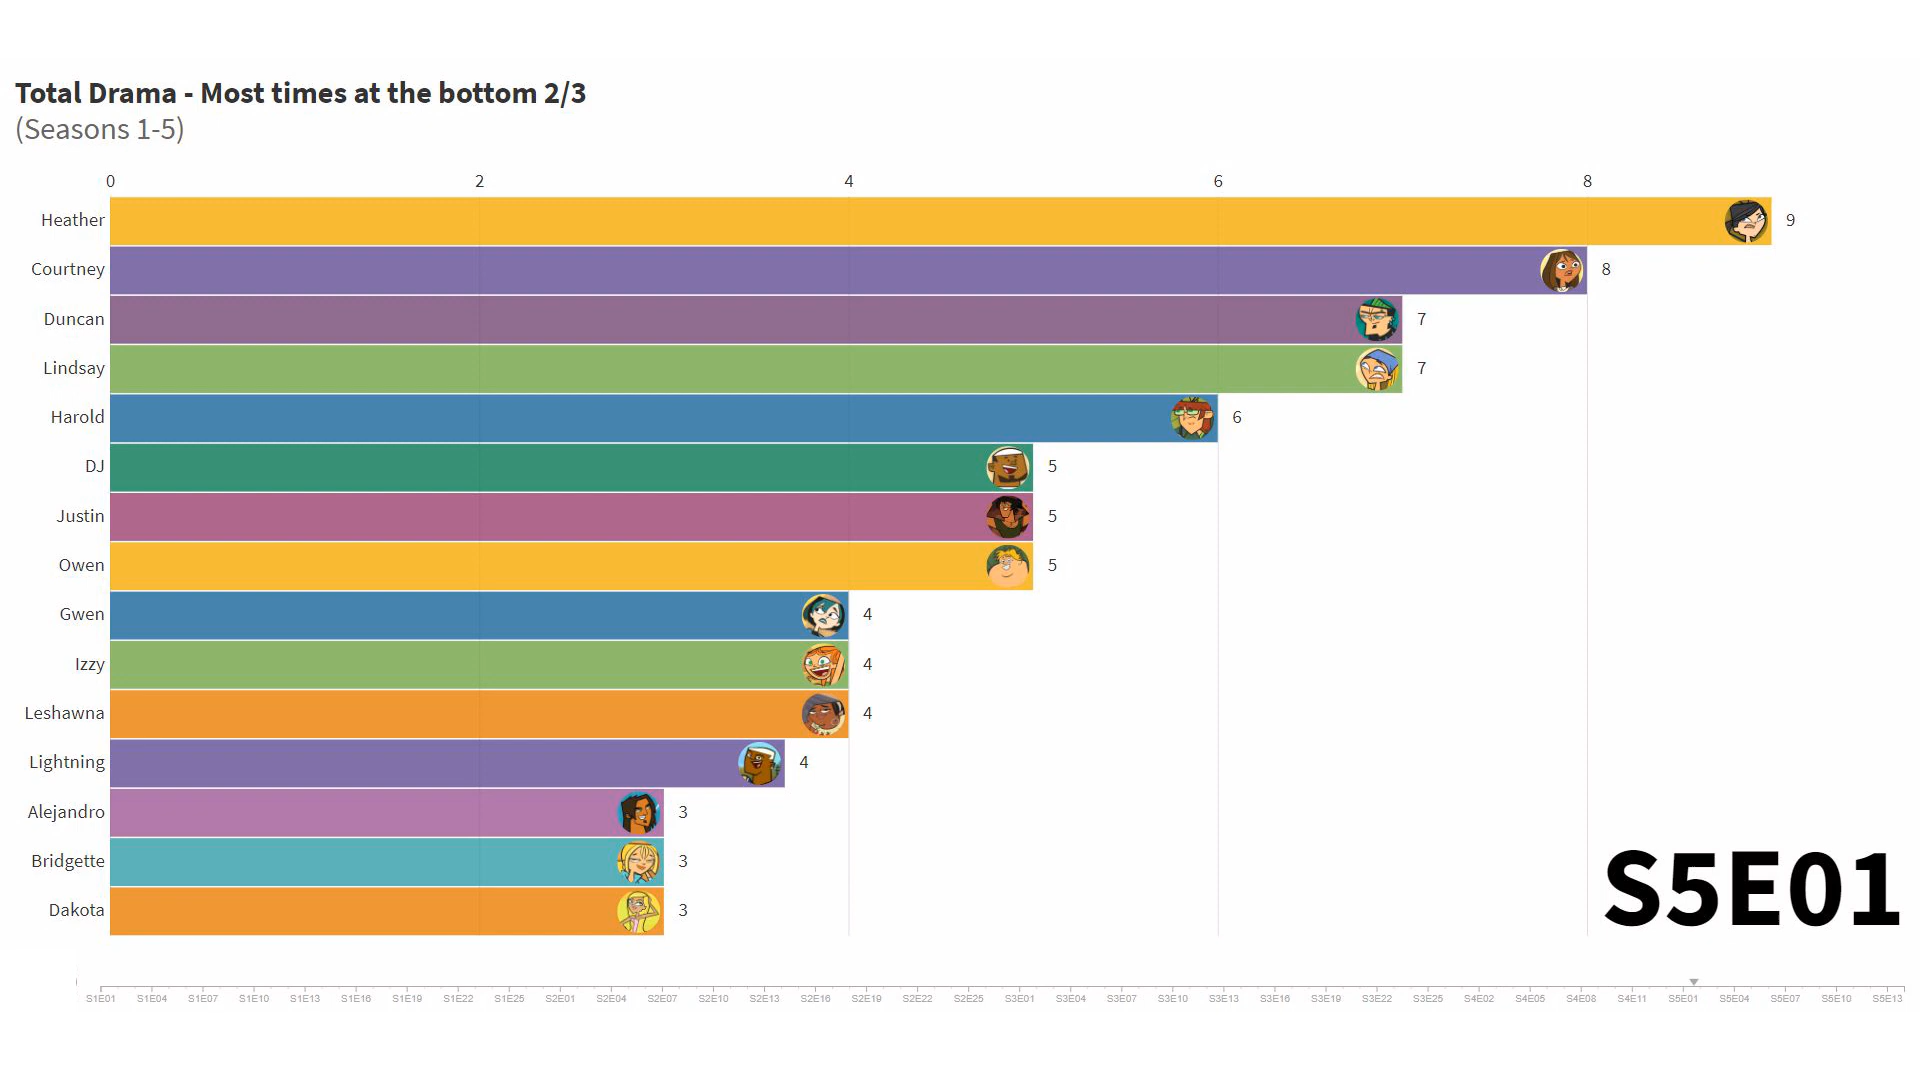 Total Drama - Most times at the bottom 2/3
(Seasons 1-5)
0 2 4 6 8
Heather 9
Courtney 8
Duncan 7
Lindsay 7
Harold 6
DJ 5
Justin 5
Owen 5
Gwen 4
Izzy 4
Leshawna 4
Lightning 4
Alejandro 3
Bridgette 3
Dakota 3
S5E01
S1E01 S1E04 S1E07 S1E10 S1E13 S1E16 S1E19 S1E22 S1E25 S2E01 S2E04 S2E07 S2E10 S2E13 S2E16 S2E19 S2E22 S2E25 S3E01 S3E04 S3E07 S3E10 S3E13 S3E16 S3E19 S3E22 S3E25 S4E02 S4E05 S4E08 S4E11 S5E01 S5E04 S5E07 S5E10 S5E13